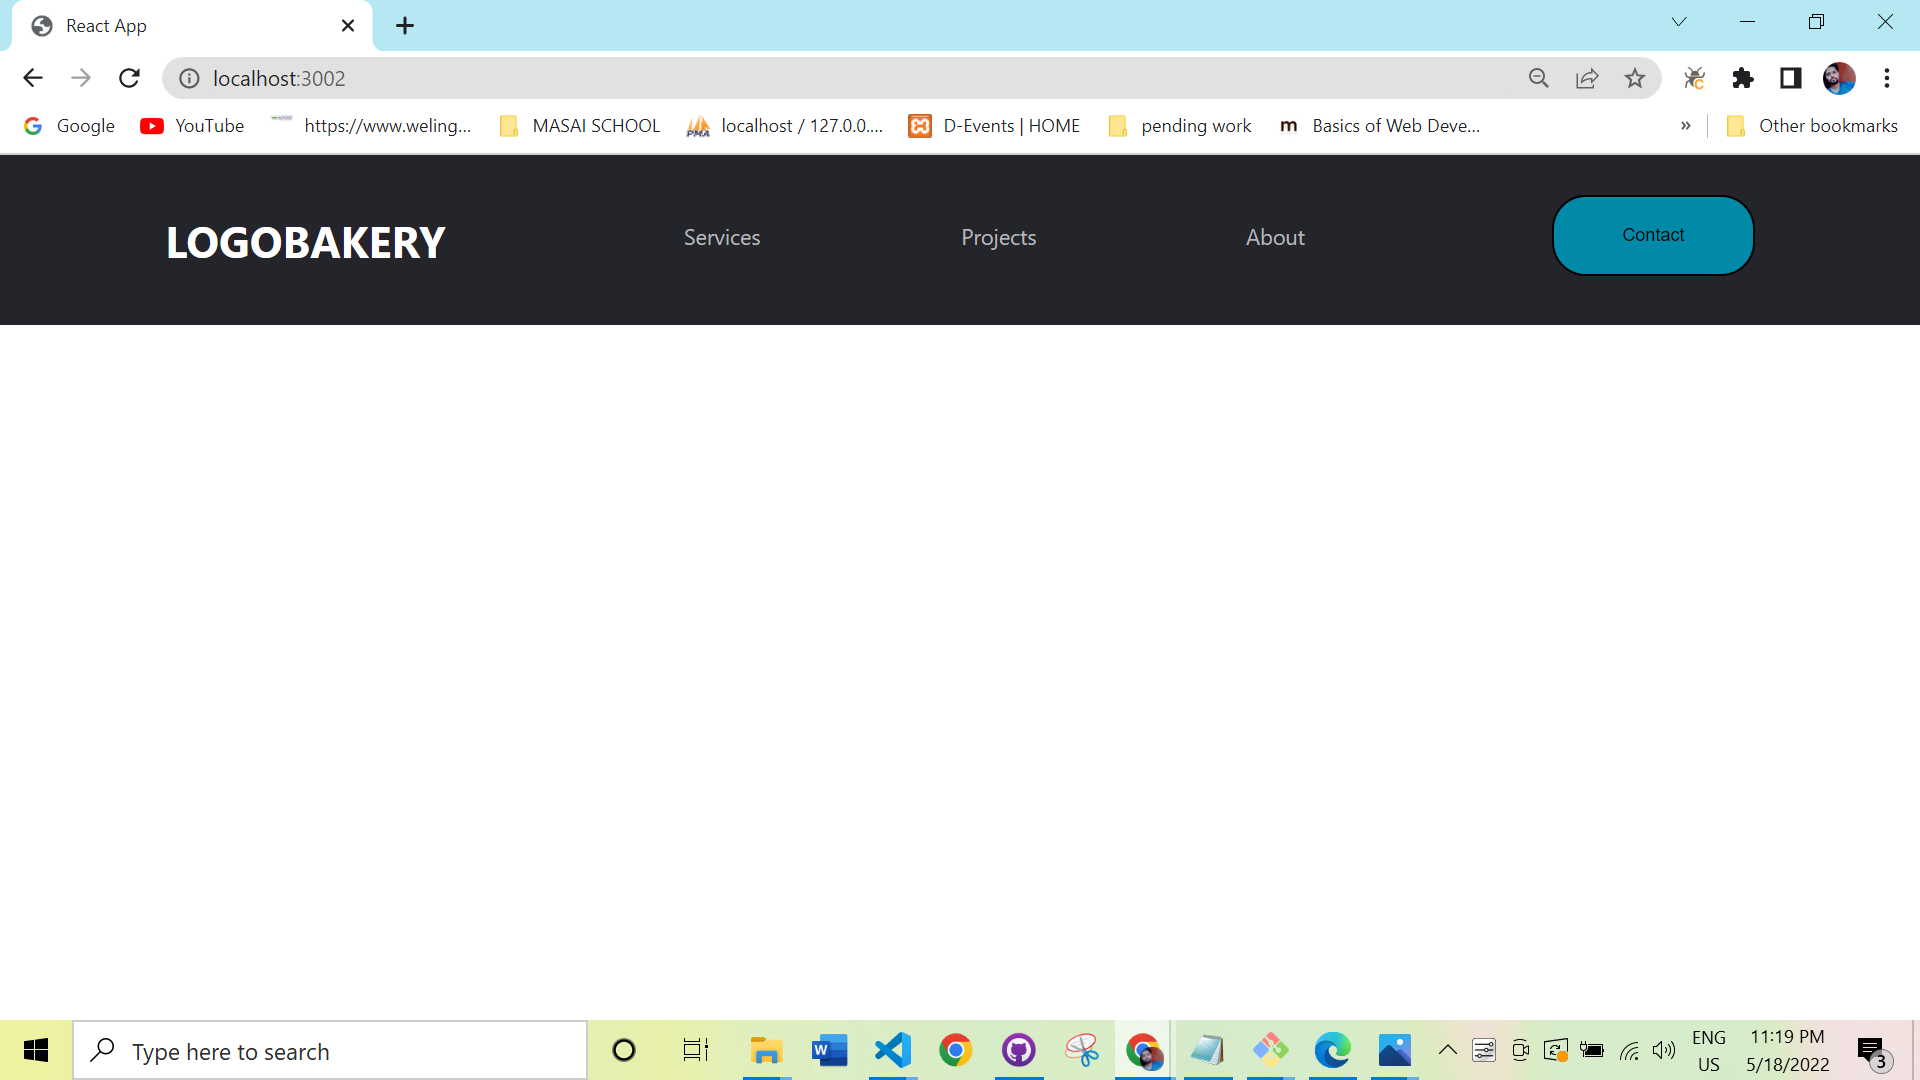 React App
localhost:3002
Google YouTube https://www.weling... MASAI SCHOOL localhost / 127.0.0.... D-Events | HOME pending work m Basics of Web Deve... » Other bookmarks
LOGOBAKERY Services Projects About Contact
Type here to search
ENG 11:19 PM
US 5/18/2022 3